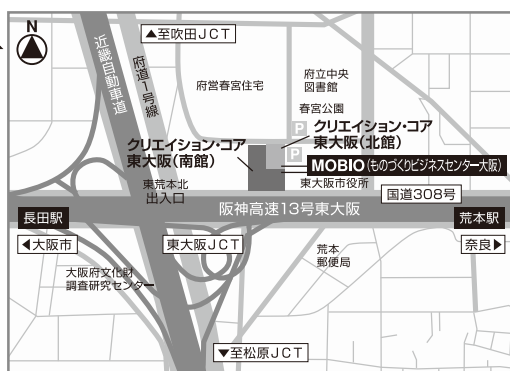 N
▲至吹田JCT
近畿自動車道
府道1号線
府営春宮住宅
府立中央
図書館
春宮公園
P
クリエイション・コア
東大阪(北館)
クリエイション・コア
東大阪(南館)
P
MOBIO(ものづくりビジネスセンター大阪)
東大阪市役所
東荒本北
出入口
国道308号
阪神高速13号東大阪
長田駅
荒本駅
◀大阪市
東大阪JCT
奈良▶
荒本
郵便局
大阪府文化財
調査研究センター
▼至松原JCT